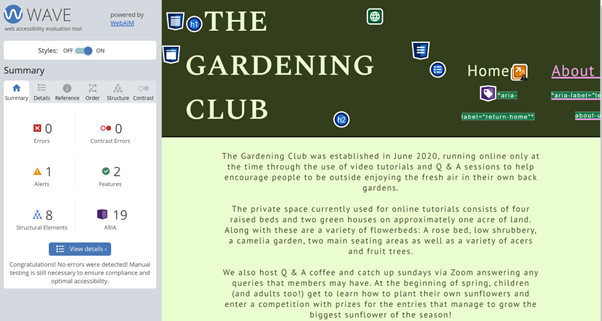 WAVE
web accessibility evaluation tool
powered by
WebAIM
Styles: OFF ON
Summary
Summary Details Reference Order Structure Contrast
0 Errors
0 Contrast Errors
1 Alerts
2 Features
8 Structural Elements
19 ARIA
View details ›
Congratulations! No errors were detected! Manual
testing is still necessary to ensure compliance and
optimal accessibility.
h1 THE
GARDENING
CLUB
h2
Home
About
*aria-
label="return-home"*
*aria-label="le
about-u
The Gardening Club was established in June 2020, running online only at
the time through the use of video tutorials and Q & A sessions to help
encourage people to be outside enjoying the fresh air in their own back
gardens.
The private space currently used for online tutorials consists of four
raised beds and two green houses on approximately one acre of land.
Along with these are a variety of flowerbeds: A rose bed, low shrubbery,
a camelia garden, two main seating areas as well as a variety of acers
and fruit trees.
We also host Q & A coffee and catch up sundays via Zoom answering any
queries that members may have. At the beginning of spring, children
(and adults too!) get to learn how to plant their own sunflowers and
enter a competition with prizes for the entries that manage to grow the
biggest sunflower of the season!